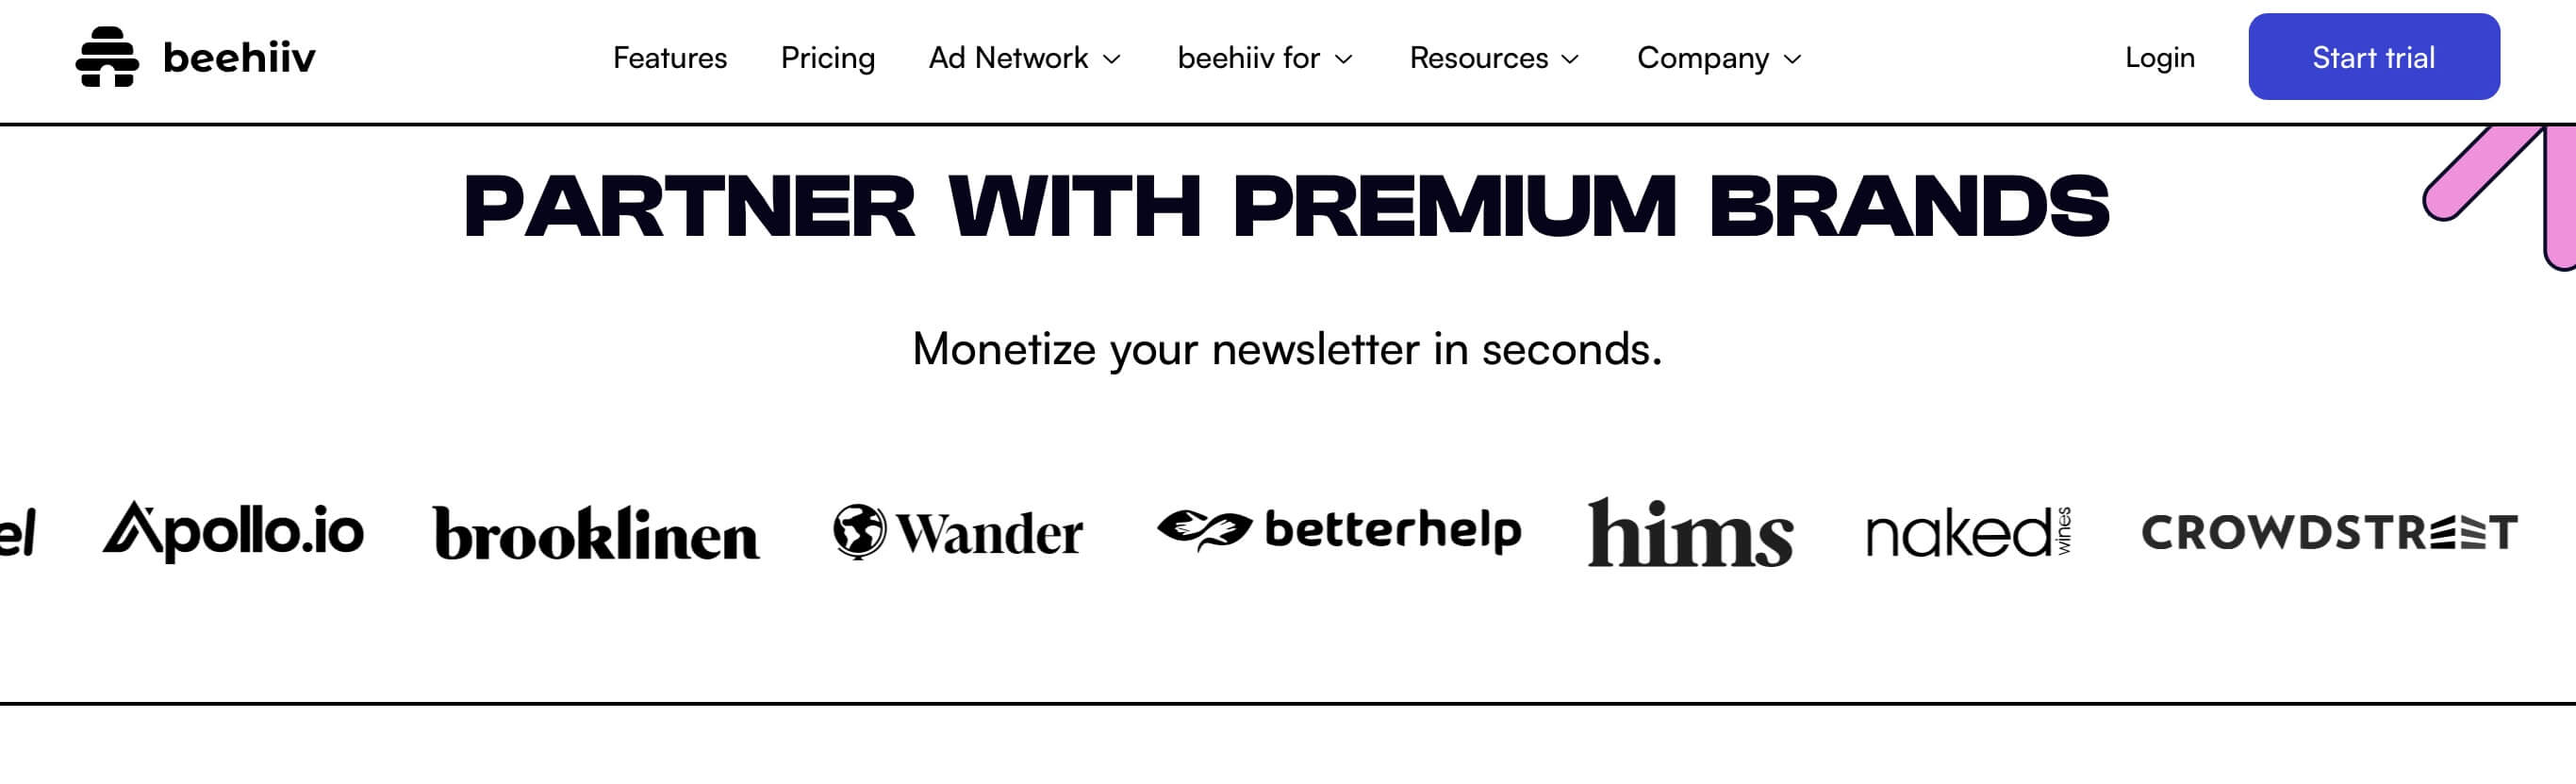 beehiiv Features Pricing Ad Network beehiiv for Resources Company Login Start trial
PARTNER WITH PREMIUM BRANDS
Monetize your newsletter in seconds.
el Apollo.io brooklinen Wander betterhelp hims naked wines CROWDSTREET